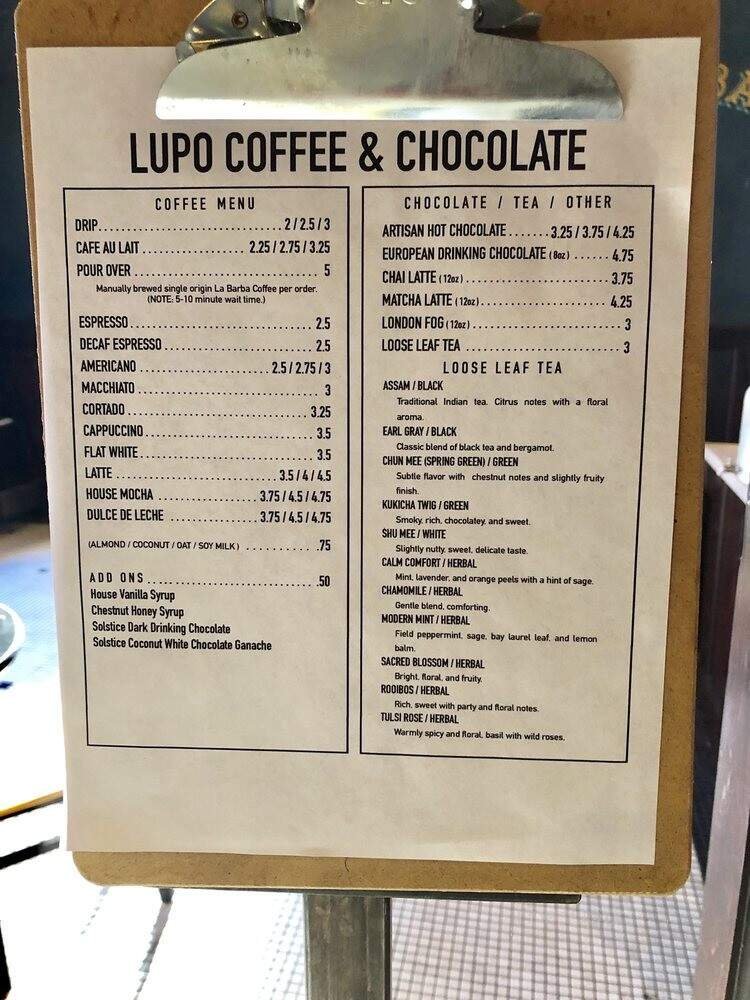 LUPO COFFEE & CHOCOLATE
COFFEE MENU
DRIP 2 / 2.5 / 3
CAFE AU LAIT 2.25 / 2.75 / 3.25
POUR OVER 5
Manually brewed single origin La Barba Coffee per order.
(NOTE: 5-10 minute wait time.)
ESPRESSO 2.5
DECAF ESPRESSO 2.5
AMERICANO 2.5 / 2.75 / 3
MACCHIATO 3
CORTADO 3.25
CAPPUCCINO 3.5
FLAT WHITE 3.5
LATTE 3.5 / 4 / 4.5
HOUSE MOCHA 3.75 / 4.5 / 4.75
DULCE DE LECHE 3.75 / 4.5 / 4.75
(ALMOND / COCONUT / OAT / SOY MILK) .75
ADD ONS .50
House Vanilla Syrup
Chestnut Honey Syrup
Solstice Dark Drinking Chocolate
Solstice Coconut White Chocolate Ganache
CHOCOLATE / TEA / OTHER
ARTISAN HOT CHOCOLATE 3.25 / 3.75 / 4.25
EUROPEAN DRINKING CHOCOLATE (8oz) 4.75
CHAI LATTE (12oz) 3.75
MATCHA LATTE (12oz) 4.25
LONDON FOG (12oz) 3
LOOSE LEAF TEA 3
LOOSE LEAF TEA
ASSAM / BLACK
Traditional Indian tea. Citrus notes with a floral
aroma.
EARL GRAY / BLACK
Classic blend of black tea and bergamot.
CHUN MEE (SPRING GREEN) / GREEN
Subtle flavor with chestnut notes and slightly fruity
finish.
KUKICHA TWIG / GREEN
Smoky, rich, chocolatey, and sweet.
SHU MEE / WHITE
Slightly nutty, sweet, delicate taste.
CALM COMFORT / HERBAL
Mint, lavender, and orange peels with a hint of sage.
CHAMOMILE / HERBAL
Gentle blend, comforting.
MODERN MINT / HERBAL
Field peppermint, sage, bay laurel leaf, and lemon
balm.
SACRED BLOSSOM / HERBAL
Bright, floral, and fruity.
ROOIBOS / HERBAL
Rich, sweet with party and floral notes.
TULSI ROSE / HERBAL
Warmly spicy and floral, basil with wild roses.